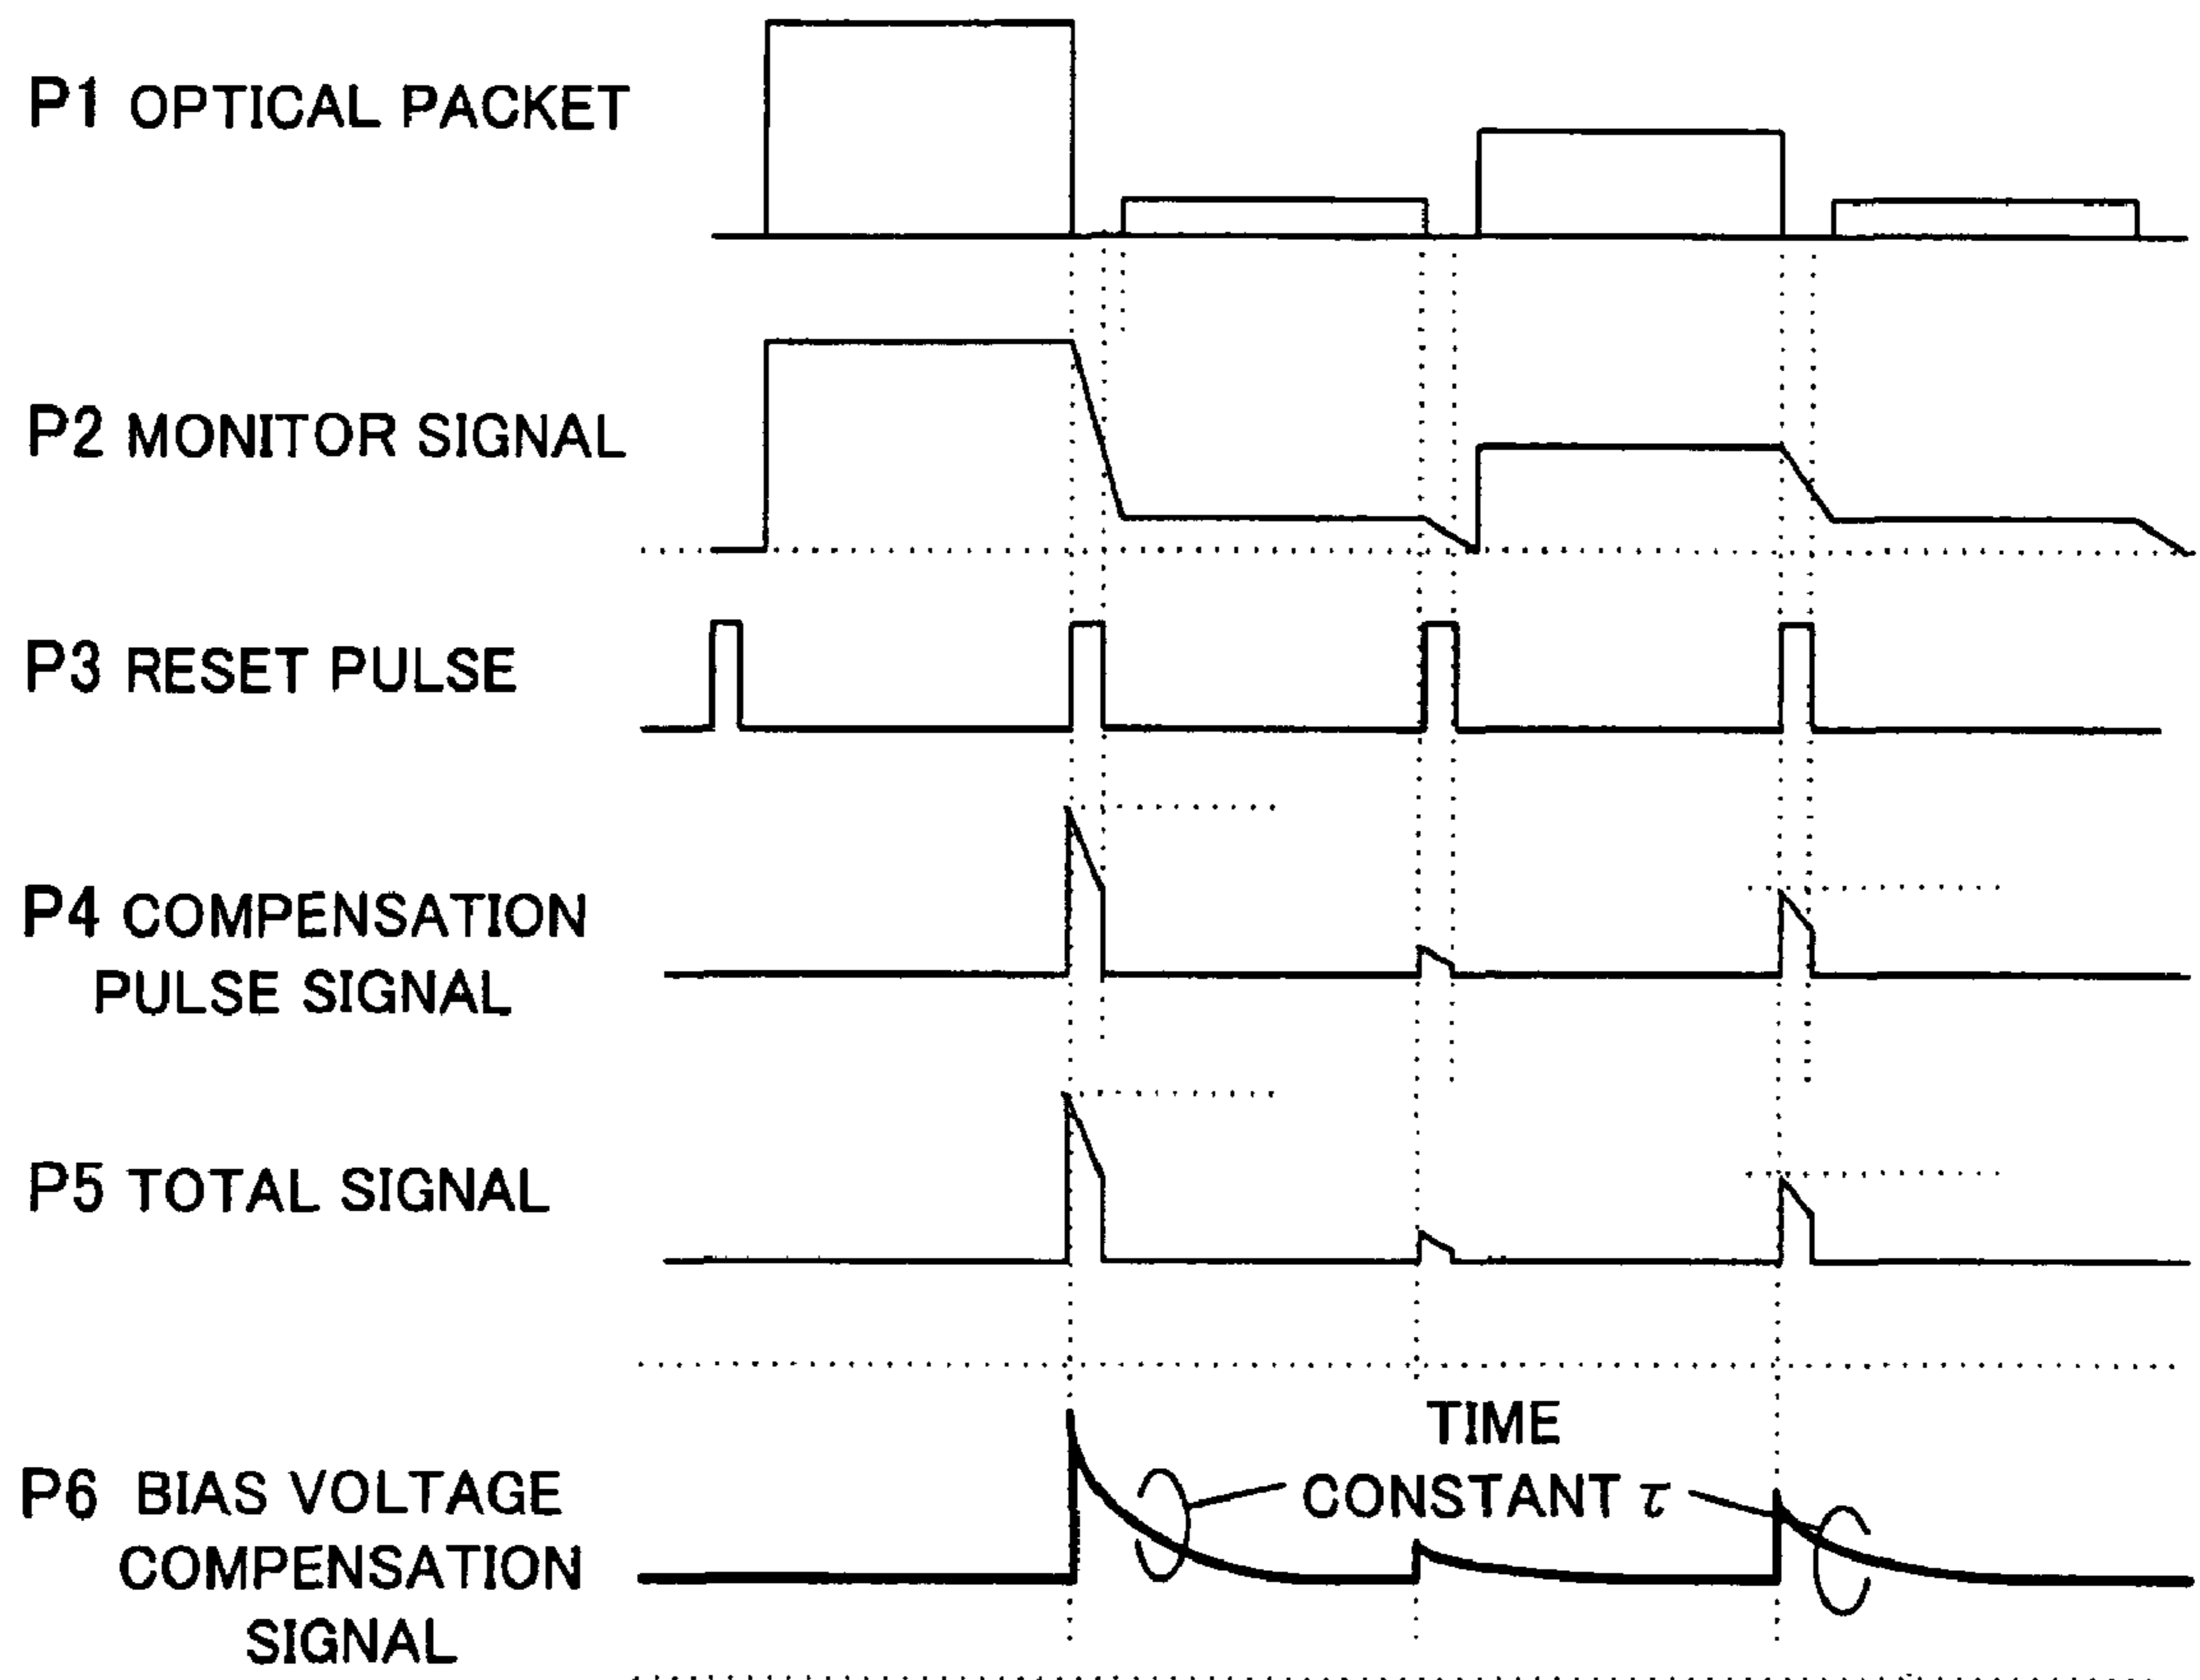 P1 OPTICAL PACKET
P2 MONITOR SIGNAL
P3 RESET PULSE
P4 COMPENSATION
PULSE SIGNAL
P5 TOTAL SIGNAL
P6 BIAS VOLTAGE
COMPENSATION
SIGNAL
TIME
CONSTANT τ